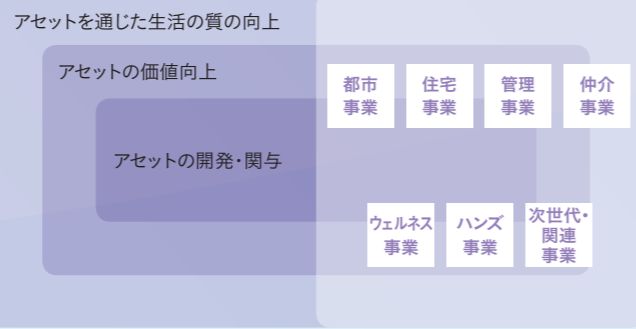 アセットを通じた生活の質の向上
アセットの価値向上
都市
事業
住宅
事業
管理
事業
仲介
事業
アセットの開発・関与
ウェルネス
事業
ハンズ
事業
次世代・
関連
事業